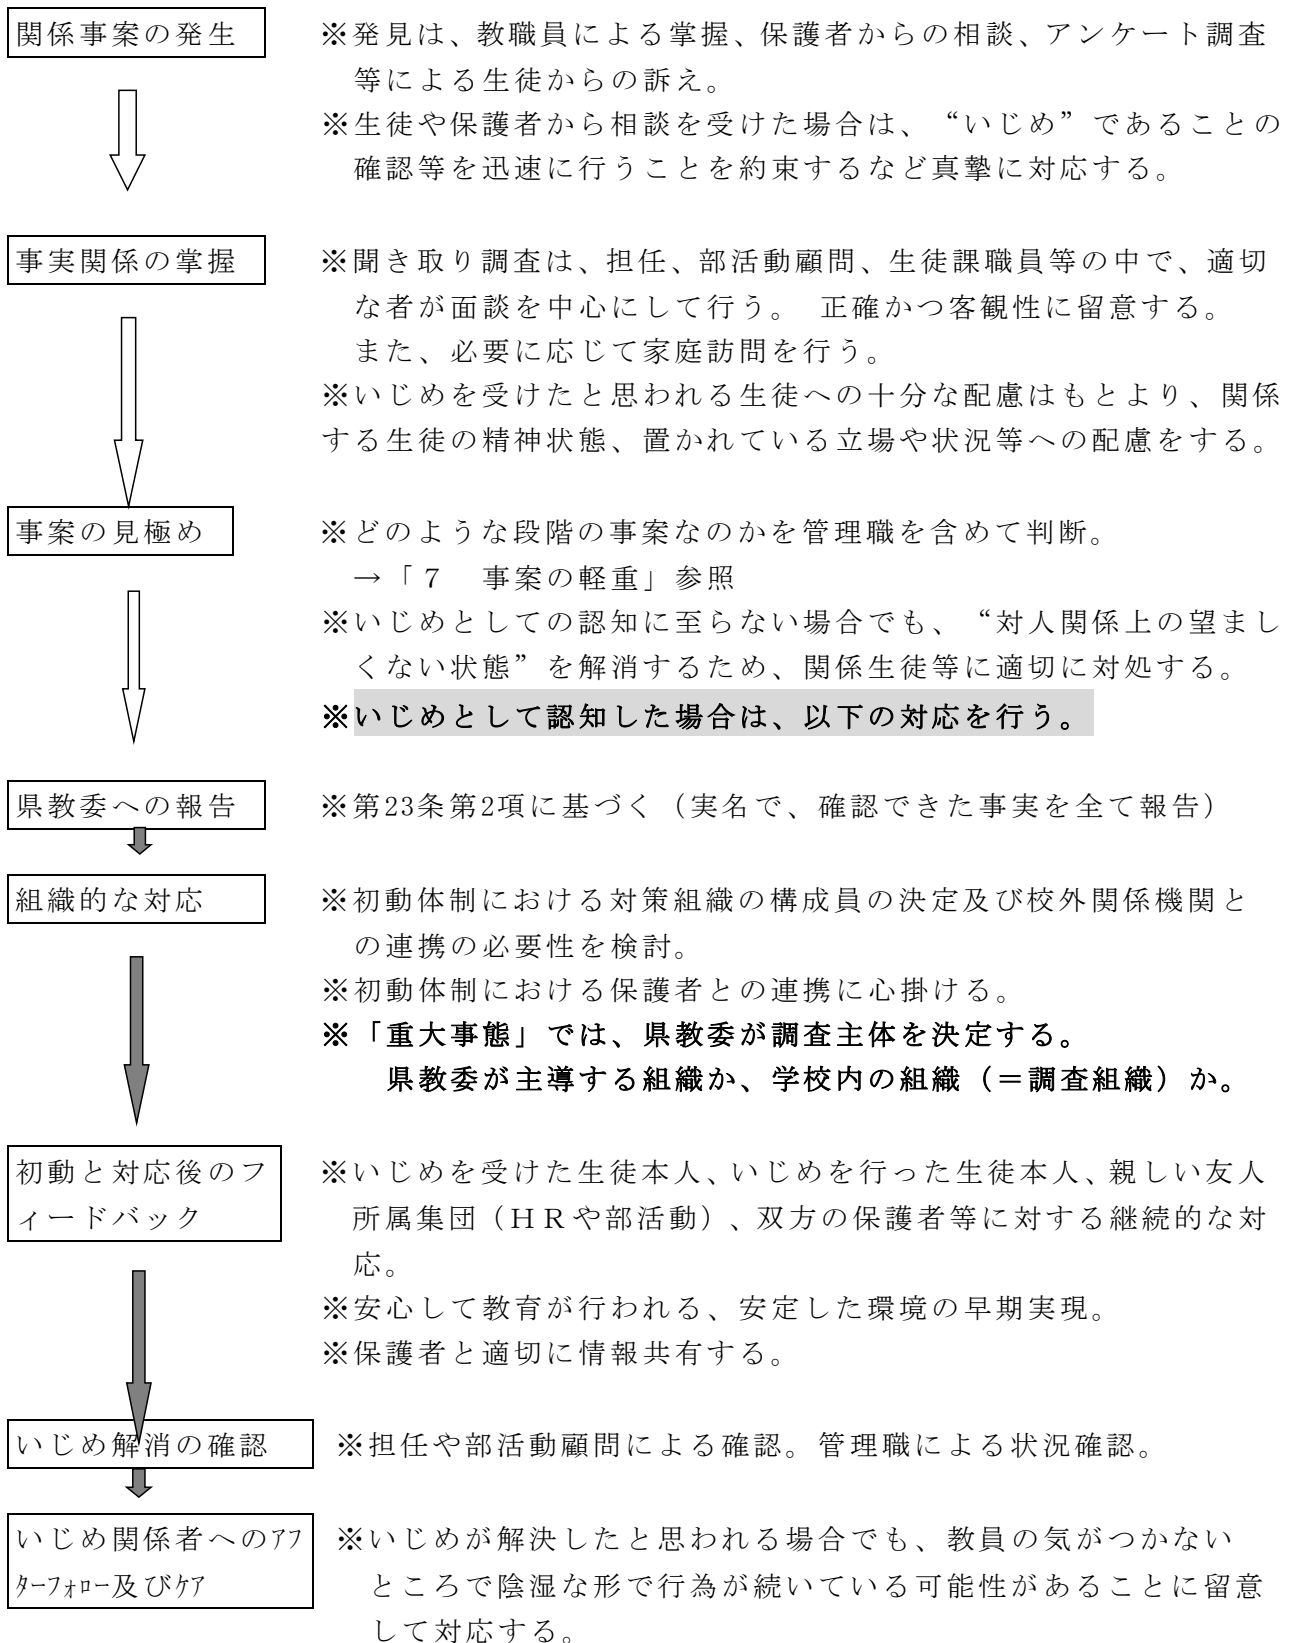 関係事案の発生
※発見は、教職員による掌握、保護者からの相談、アンケート調査
等による生徒からの訴え。
※生徒や保護者から相談を受けた場合は、“いじめ”であることの
確認等を迅速に行うことを約束するなど真摯に対応する。
事実関係の掌握
※聞き取り調査は、担任、部活動顧問、生徒課職員等の中で、適切
な者が面談を中心にして行う。 正確かつ客観性に留意する。
また、必要に応じて家庭訪問を行う。
※いじめを受けたと思われる生徒への十分な配慮はもとより、関係
する生徒の精神状態、置かれている立場や状況等への配慮をする。
事案の見極め
※どのような段階の事案なのかを管理職を含めて判断。
→「７　事案の軽重」参照
※いじめとしての認知に至らない場合でも、“対人関係上の望まし
くない状態”を解消するため、関係生徒等に適切に対処する。
※いじめとして認知した場合は、以下の対応を行う。
県教委への報告
※第23条第2項に基づく（実名で、確認できた事実を全て報告）
組織的な対応
※初動体制における対策組織の構成員の決定及び校外関係機関と
の連携の必要性を検討。
※初動体制における保護者との連携に心掛ける。
※「重大事態」では、県教委が調査主体を決定する。
県教委が主導する組織か、学校内の組織（＝調査組織）か。
初動と対応後のフ
ィードバック
※いじめを受けた生徒本人、いじめを行った生徒本人、親しい友人
所属集団（ＨＲや部活動）、双方の保護者等に対する継続的な対
応。
※安心して教育が行われる、安定した環境の早期実現。
※保護者と適切に情報共有する。
いじめ解消の確認
※担任や部活動顧問による確認。管理職による状況確認。
いじめ関係者へのｱﾌ
ﾀｰﾌｫﾛｰ及びｹｱ
※いじめが解決したと思われる場合でも、教員の気がつかない
ところで陰湿な形で行為が続いている可能性があることに留意
して対応する。